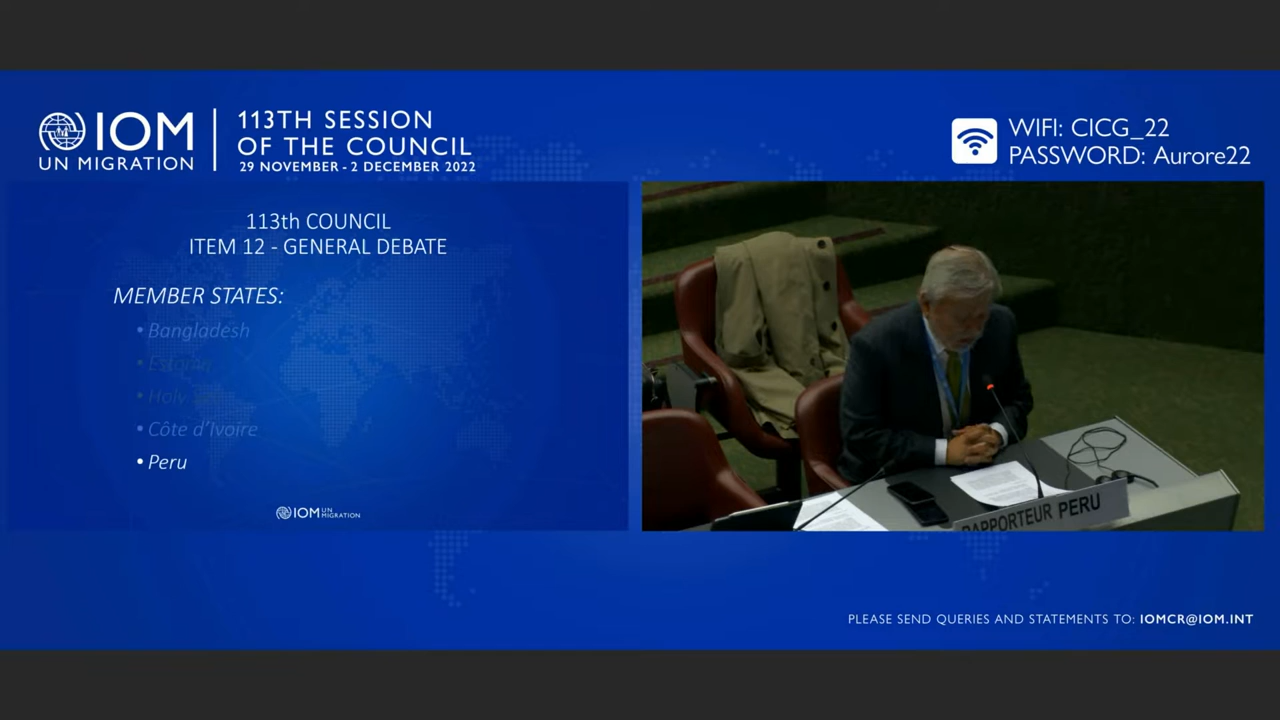 IOM
UN MIGRATION
113TH SESSION
OF THE COUNCIL
29 NOVEMBER - 2 DECEMBER 2022
WIFI: CICG_22
PASSWORD: Aurore22
113th COUNCIL
ITEM 12 - GENERAL DEBATE
MEMBER STATES:
• Bangladesh
• Estonia
• Côte d'Ivoire
• Peru
IOM UN MIGRATION
RAPPORTEUR PERU
PLEASE SEND QUERIES AND STATEMENTS TO: IOMCR@IOM.INT